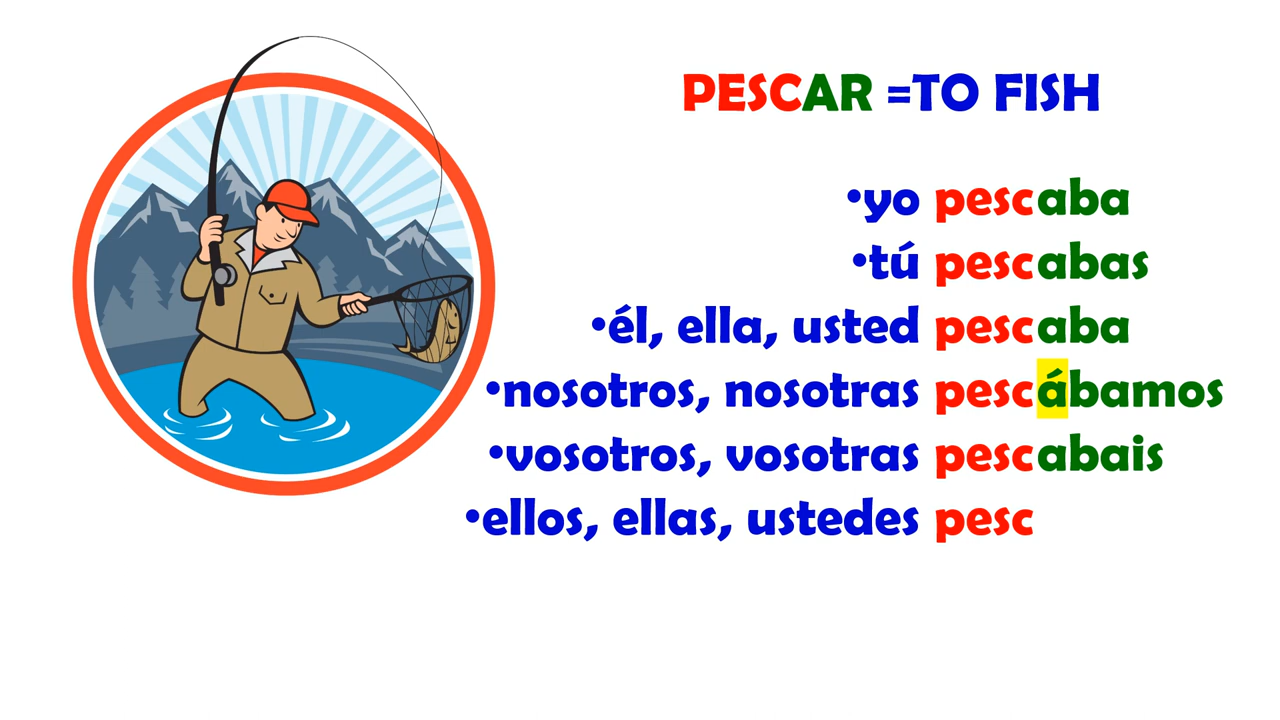 PESCAR =TO FISH
•yo pescaba
•tú pescabas
•él, ella, usted pescaba
•nosotros, nosotras pescábamos
•vosotros, vosotras pescabais
•ellos, ellas, ustedes pesc